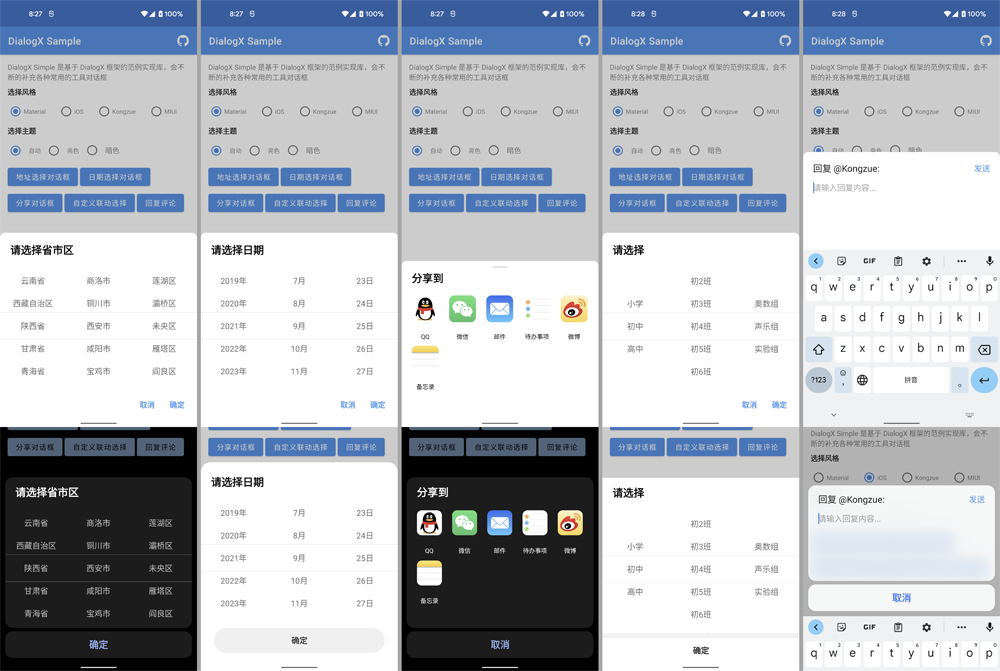 8:27
100%
DialogX Sample
DialogX Simple 是基于 DialogX 框架的范例实现库，会不
断的补充各种常用的工具对话框
选择风格
Material iOS Kongzue MIUI
选择主题
自动 亮色 暗色
地址选择对话框 日期选择对话框
分享对话框 自定义联动选择 回复评论
请选择省市区
云南省 商洛市 莲湖区
西藏自治区 铜川市 灞桥区
陕西省 西安市 未央区
甘肃省 咸阳市 雁塔区
青海省 宝鸡市 阎良区
取消 确定
8:27
100%
DialogX Sample
DialogX Simple 是基于 DialogX 框架的范例实现库，会不
断的补充各种常用的工具对话框
选择风格
Material iOS Kongzue MIUI
选择主题
自动 亮色 暗色
地址选择对话框 日期选择对话框
分享对话框 自定义联动选择 回复评论
请选择日期
2019年 7月 23日
2020年 8月 24日
2021年 9月 25日
2022年 10月 26日
2023年 11月 27日
取消 确定
8:27
100%
DialogX Sample
DialogX Simple 是基于 DialogX 框架的范例实现库，会不
断的补充各种常用的工具对话框
选择风格
Material iOS Kongzue MIUI
选择主题
自动 亮色 暗色
地址选择对话框 日期选择对话框
分享对话框 自定义联动选择 回复评论
分享到
QQ 微信 邮件 待办事项 微博
备忘录
8:28
100%
DialogX Sample
DialogX Simple 是基于 DialogX 框架的范例实现库，会不
断的补充各种常用的工具对话框
选择风格
Material iOS Kongzue MIUI
选择主题
自动 亮色 暗色
地址选择对话框 日期选择对话框
分享对话框 自定义联动选择 回复评论
请选择
初2班
小学 初3班 奥数组
初中 初4班 声乐组
高中 初5班 实验组
初6班
取消 确定
8:28
100%
DialogX Sample
DialogX Simple 是基于 DialogX 框架的范例实现库，会不
断的补充各种常用的工具对话框
选择风格
Material iOS Kongzue MIUI
选择主题
自动 亮色 暗色
回复 @Kongzue: 发送
请输入回复内容...
GIF
q w e r t y u i o p
a s d f g h j k l
z x c v b n m
?123 , 拼音 。
分享对话框 自定义联动选择 回复评论
请选择省市区
云南省 商洛市 莲湖区
西藏自治区 铜川市 灞桥区
陕西省 西安市 未央区
甘肃省 咸阳市 雁塔区
青海省 宝鸡市 阎良区
确定
分享对话框 自定义联动选择 回复评论
请选择日期
2019年 7月 23日
2020年 8月 24日
2021年 9月 25日
2022年 10月 26日
2023年 11月 27日
确定
分享对话框 自定义联动选择 回复评论
分享到
QQ 微信 邮件 待办事项 微博
备忘录
取消
分享对话框 自定义联动选择 回复评论
请选择
初2班
小学 初3班 奥数组
初中 初4班 声乐组
高中 初5班 实验组
初6班
确定
DialogX Simple 是基于 DialogX 框架的范例实现库，会不
断的补充各种常用的工具对话框
选择风格
Material iOS Kongzue MIUI
回复 @Kongzue: 发送
请输入回复内容...
取消
GIF
q w e r t y u i o p